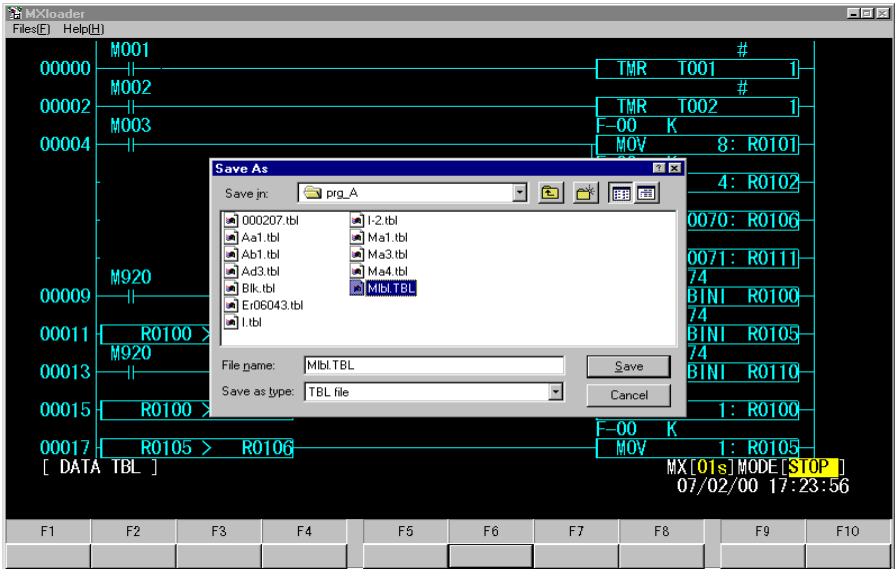 MXloader
Files(F) Help(H)
M001 #
00000 TMR T001 1
M002 #
00002 TMR T002 1
M003 F-00 K
00004 MOV 8: R0101
Save As
4: R0102
Save in: prg_A
000207.tbl I-2.tbl
Aa1.tbl Ma1.tbl
0070: R0106
Ab1.tbl Ma3.tbl
Ad3.tbl Ma4.tbl
0071: R0111
M920 74
Blk.tbl Mlbl.TBL
00009 BINI R0100
Er06043.tbl
74
I.tbl
00011 R0100 > BINI R0105
M920 74
File name: Mlbl.TBL Save
00013 BINI R0110
Save as type: TBL file Cancel
00015 R0100 > 1: R0100
F-00 K
00017 R0105 > R0106 MOV 1: R0105
[ DATA TBL ] MX[01s]MODE[STOP ]
07/02/00 17:23:56
F1 F2 F3 F4 F5 F6 F7 F8 F9 F10